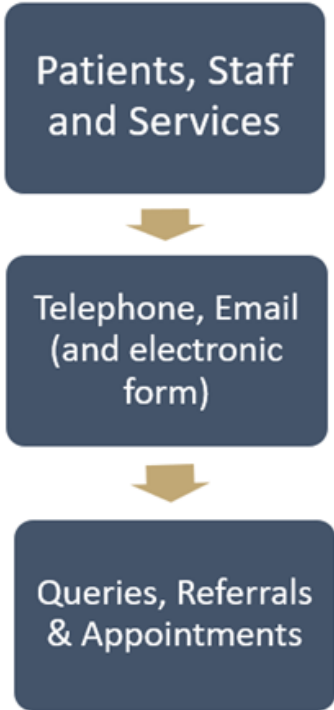 Patients, Staff
and Services
Telephone, Email
(and electronic
form)
Queries, Referrals
& Appointments